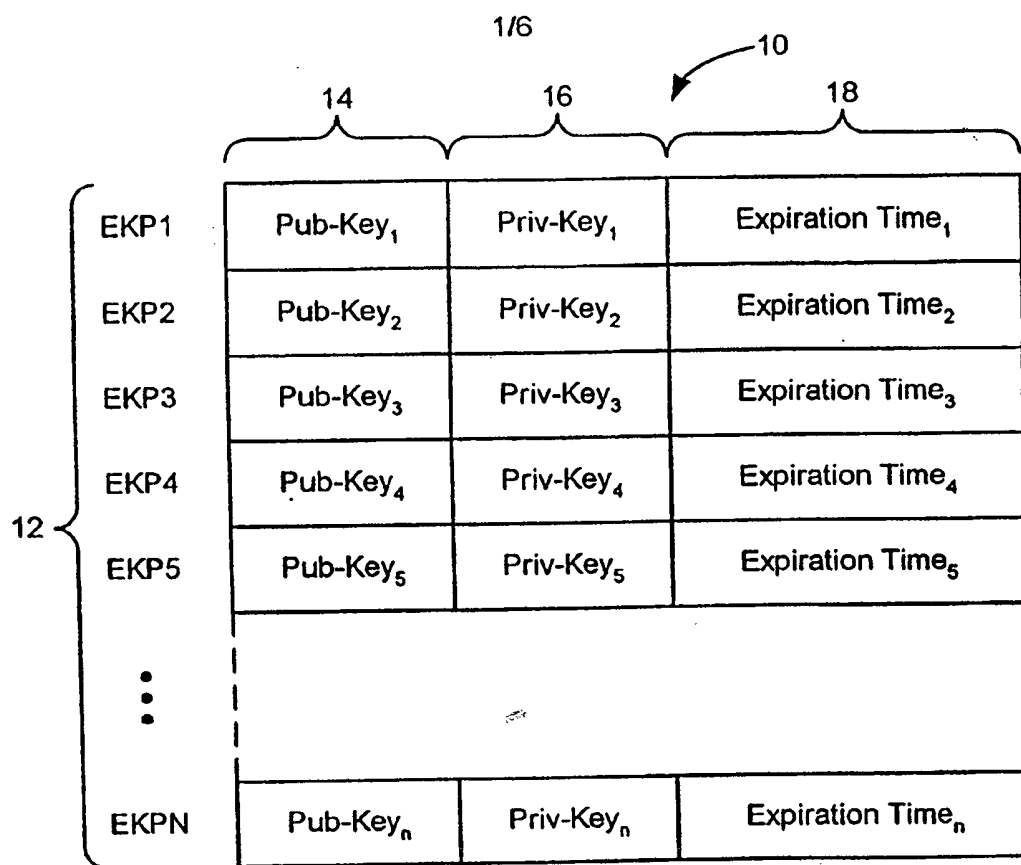 1/6
10
14 16 18
EKP1 Pub-Key₁ Priv-Key₁ Expiration Time₁
EKP2 Pub-Key₂ Priv-Key₂ Expiration Time₂
EKP3 Pub-Key₃ Priv-Key₃ Expiration Time₃
EKP4 Pub-Key₄ Priv-Key₄ Expiration Time₄
12
EKP5 Pub-Key₅ Priv-Key₅ Expiration Time₅
EKPN Pub-Keyₙ Priv-Keyₙ Expiration Timeₙ